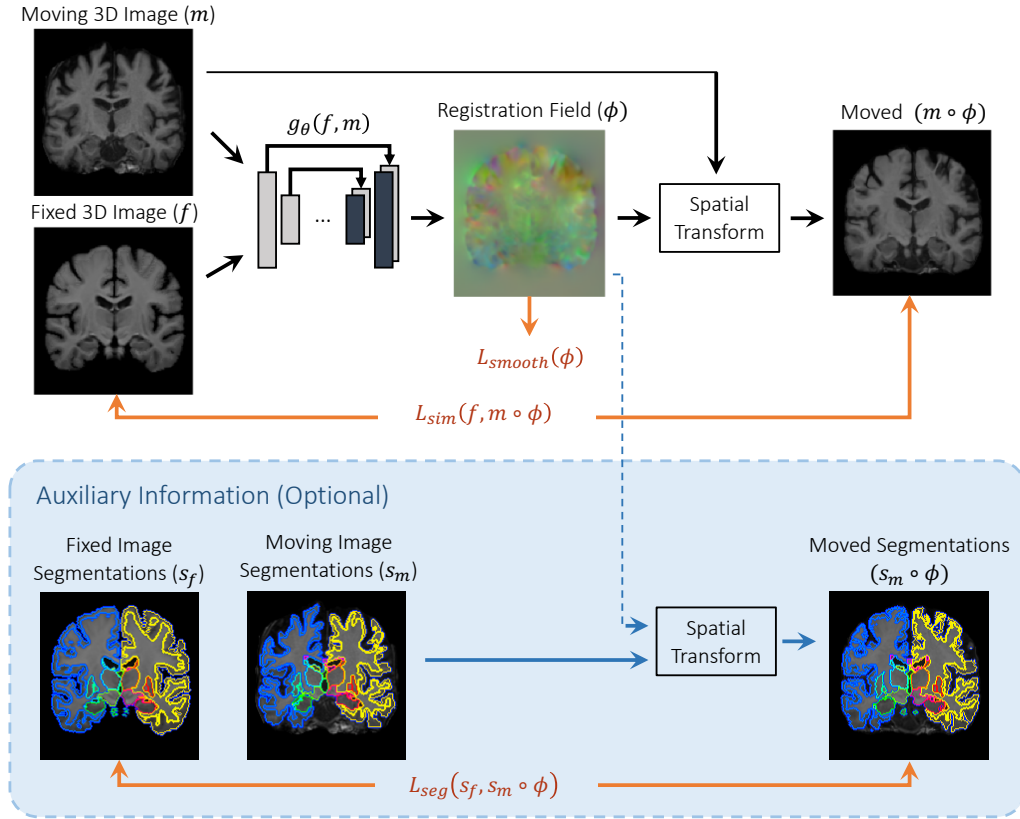 Moving 3D Image (m)
g_θ(f, m)
Registration Field (ϕ)
Moved (m ∘ ϕ)
Fixed 3D Image (f)
...
Spatial
Transform
L_smooth(ϕ)
L_sim(f, m ∘ ϕ)
Auxiliary Information (Optional)
Fixed Image
Segmentations (s_f)
Moving Image
Segmentations (s_m)
Moved Segmentations
(s_m ∘ ϕ)
Spatial
Transform
L_seg(s_f, s_m ∘ ϕ)